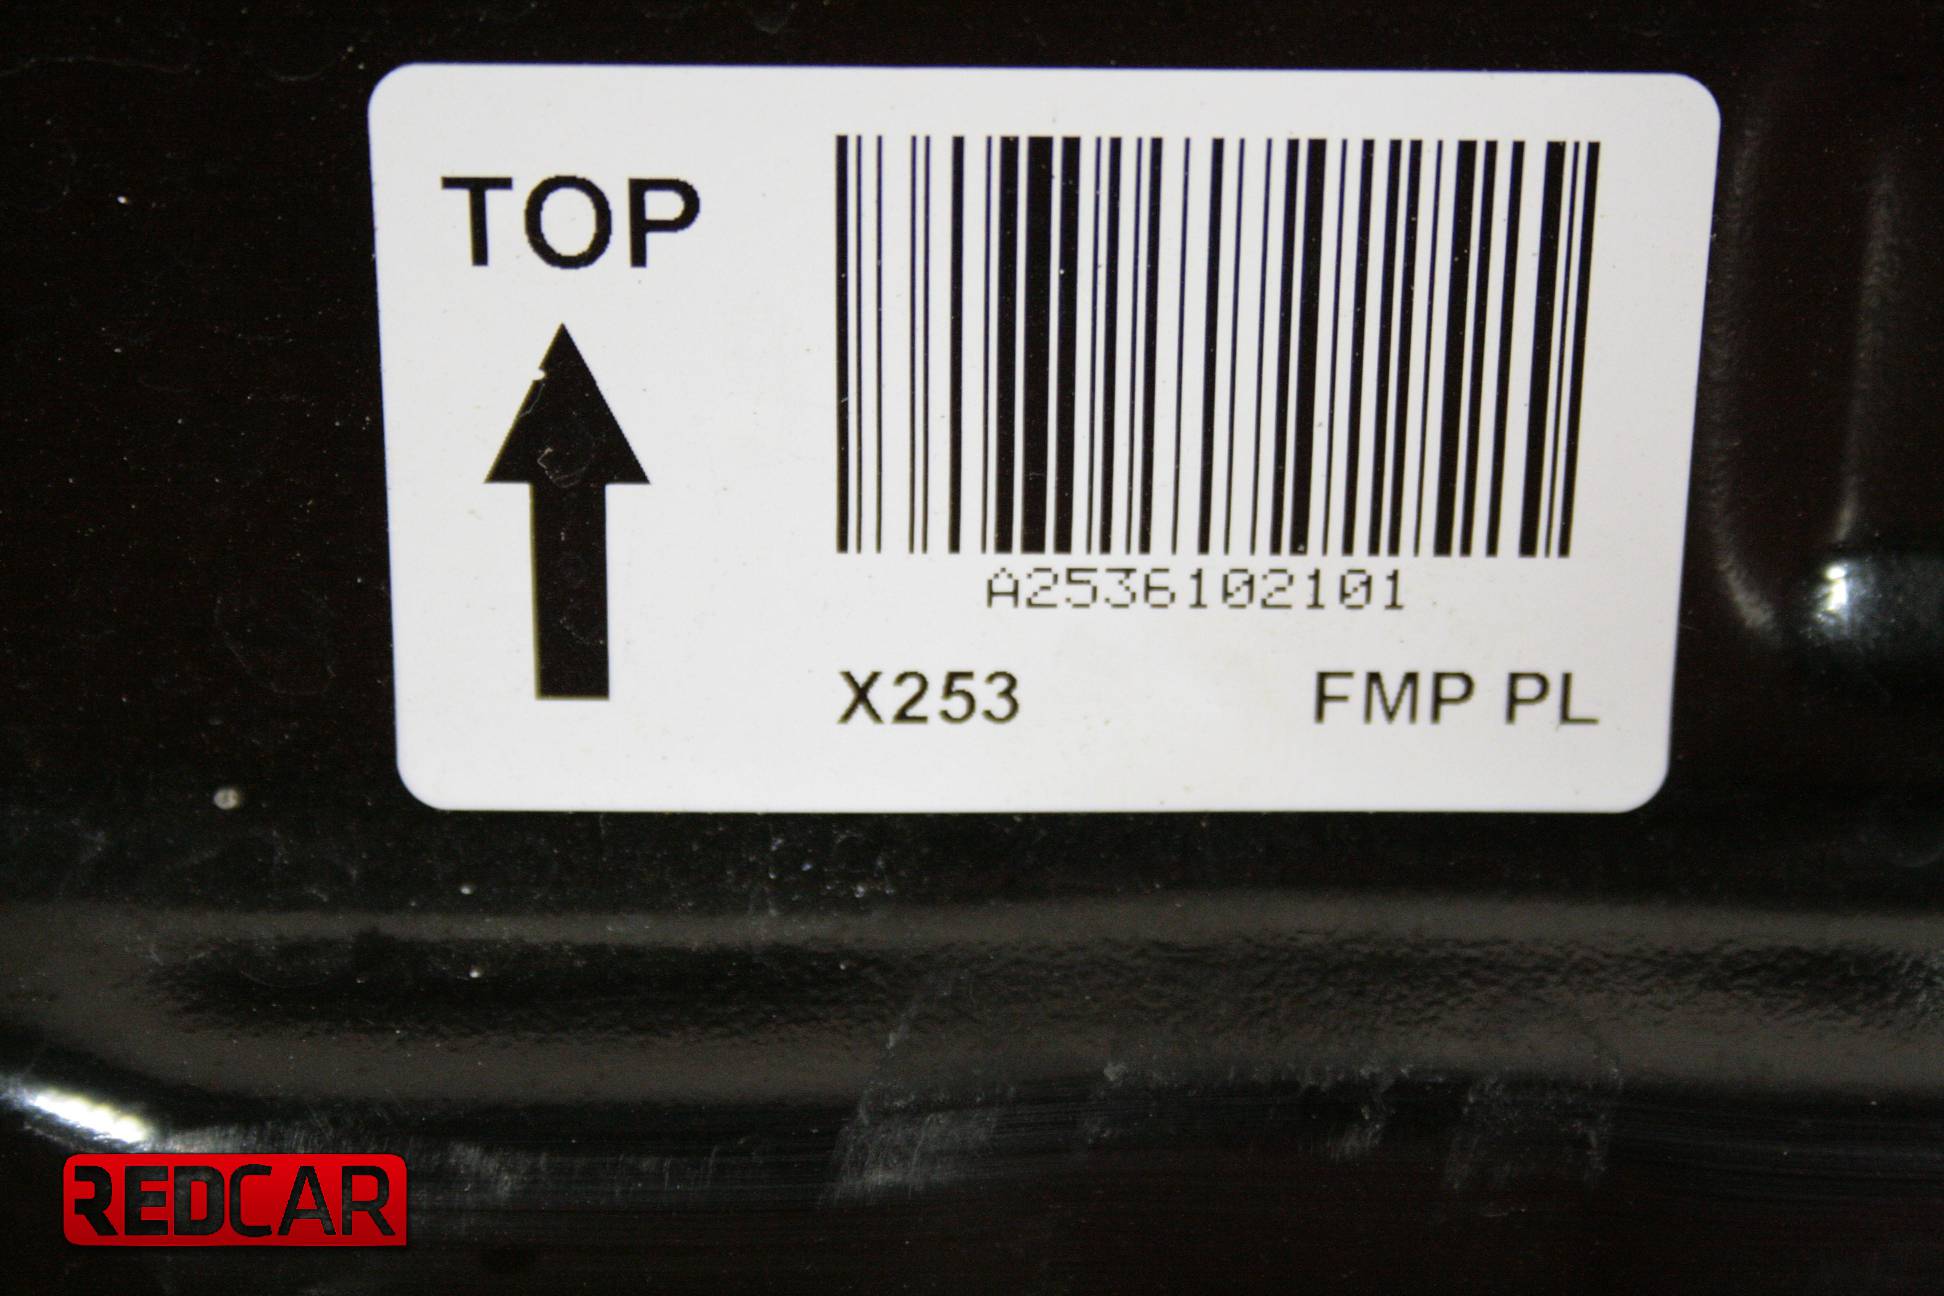 TOP
A2536102101
X253 FMP PL
REDCAR